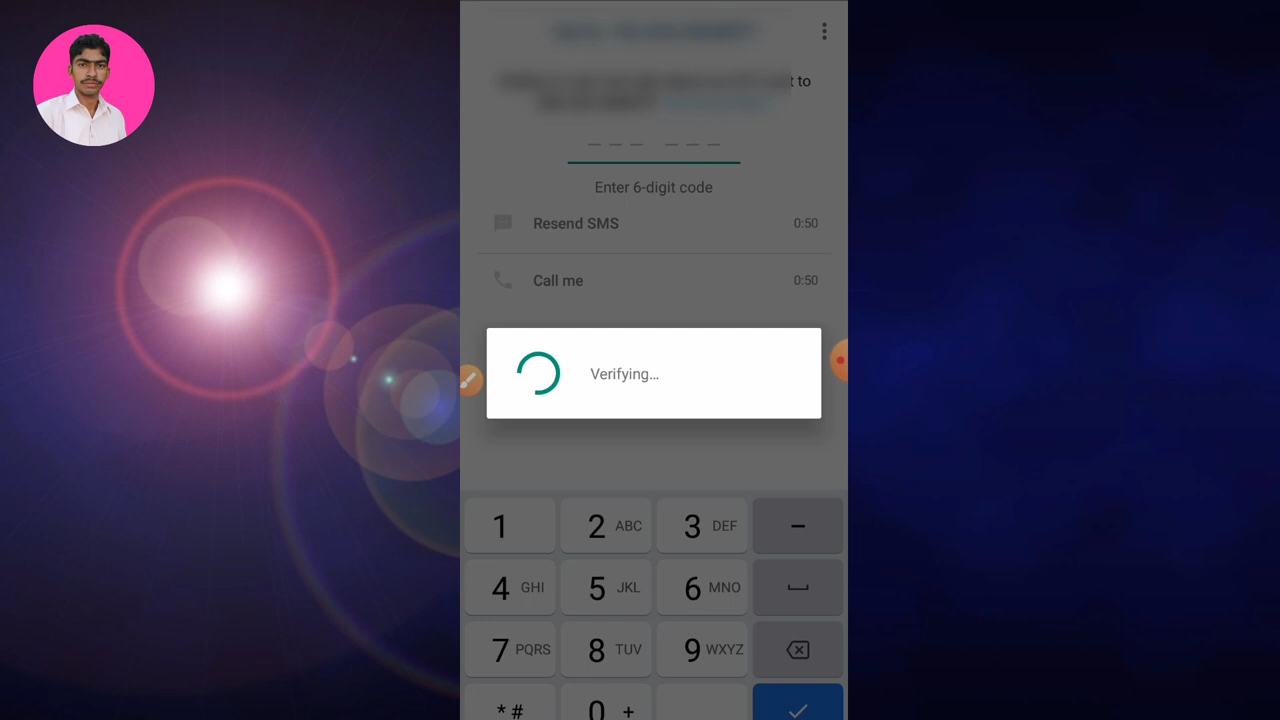 t to
Enter 6-digit code
Resend SMS 0:50
Call me 0:50
Verifying...
1 2 ABC 3 DEF –
4 GHI 5 JKL 6 MNO
7 PQRS 8 TUV 9 WXYZ
* # 0 +